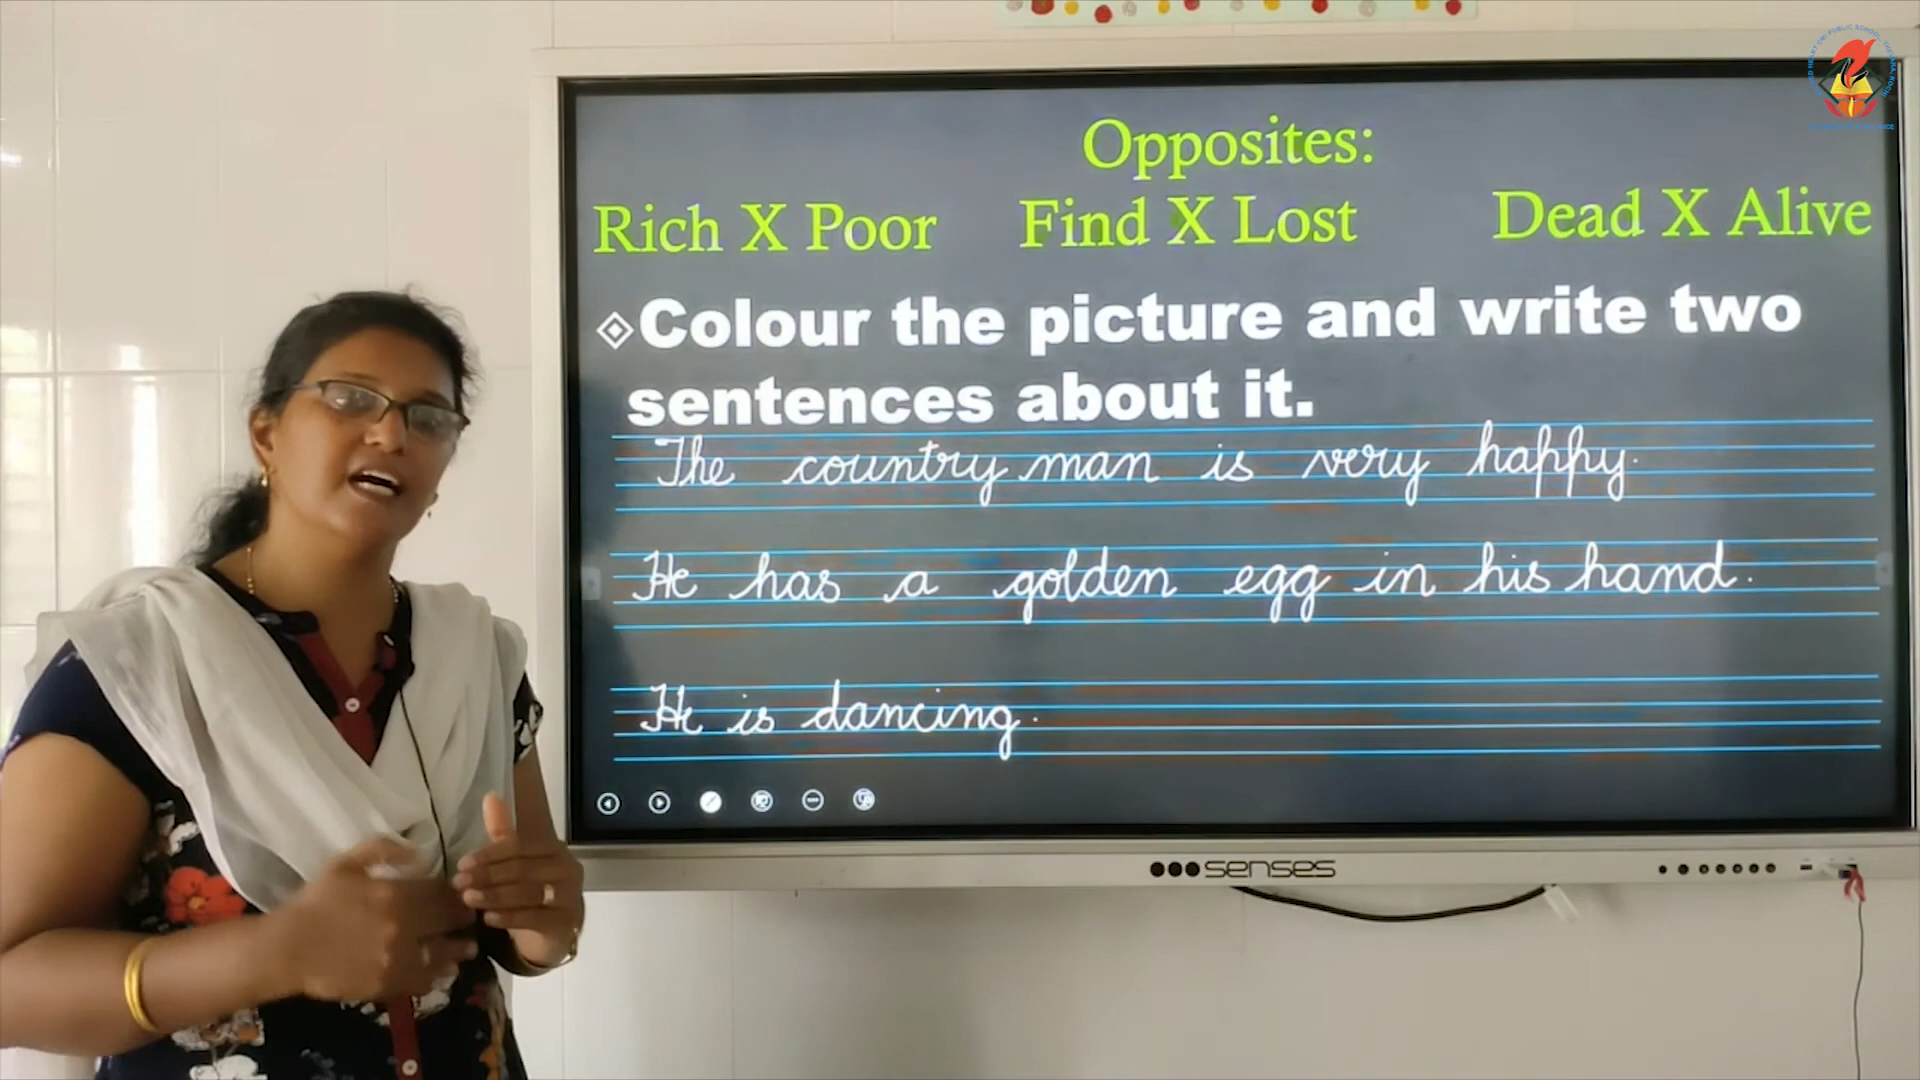 Opposites:
Rich X Poor Find X Lost Dead X Alive
Colour the picture and write two
sentences about it.
The country man is very happy.
He has a golden egg in his hand.
He is dancing.
senses